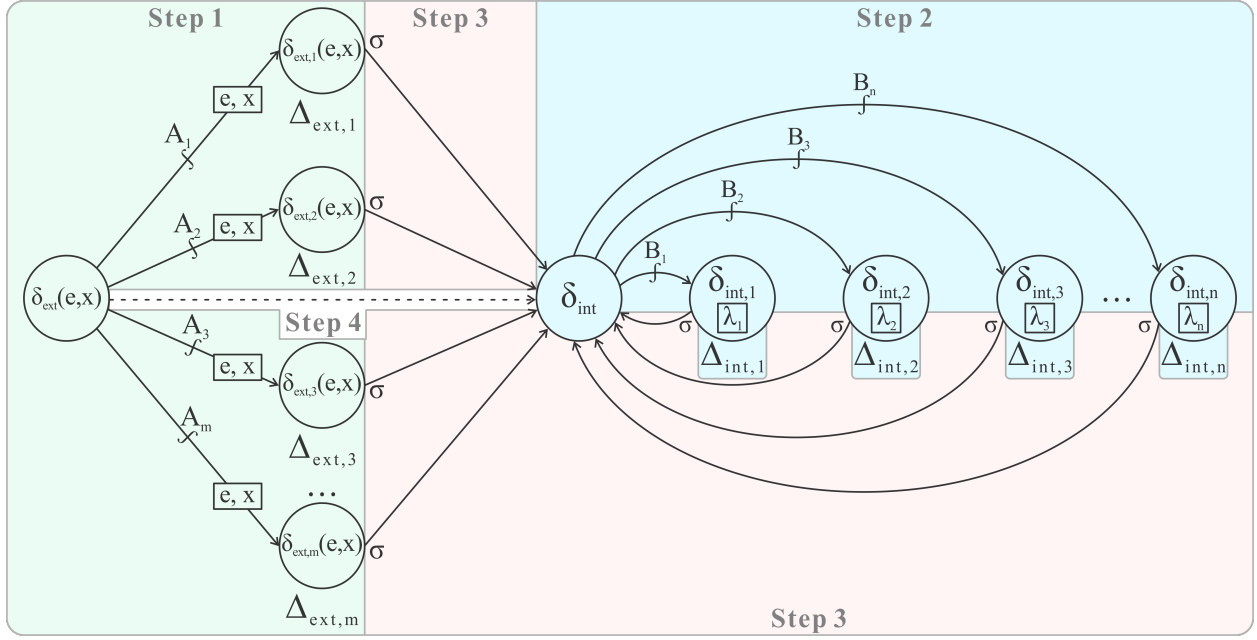 Step 1
Step 3
Step 2
δext,1(e,x)
σ
e, x
Δext,1
A1
Bn
B3
δext,2(e,x)
σ
B2
A2
e, x
Δext,2
B1
δext(e,x)
δint
δint,1
λ1
δint,2
λ2
δint,3
λ3
...
δint,n
λn
Step 4
σ
σ
σ
σ
A3
Δint,1
Δint,2
Δint,3
Δint,n
e, x
δext,3(e,x)
σ
Am
Δext,3
...
e, x
δext,m(e,x)
σ
Δext,m
Step 3